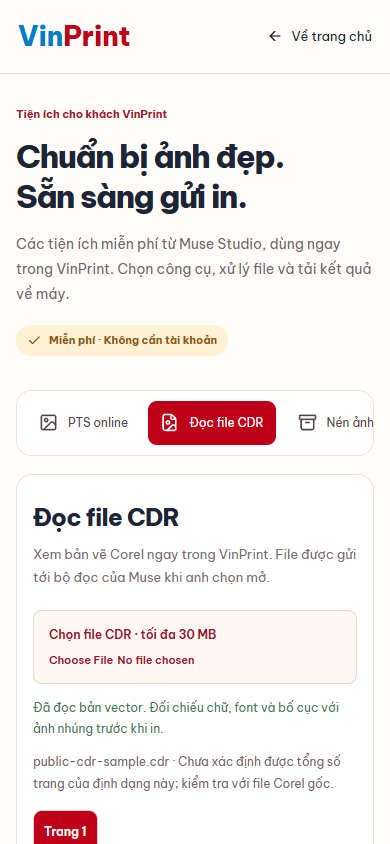 VinPrint
Về trang chủ
Tiện ích cho khách VinPrint
Chuẩn bị ảnh đẹp.
Sẵn sàng gửi in.
Các tiện ích miễn phí từ Muse Studio, dùng ngay
trong VinPrint. Chọn công cụ, xử lý file và tải kết quả
về máy.
Miễn phí · Không cần tài khoản
PTS online
Đọc file CDR
Nén ảnh
Đọc file CDR
Xem bản vẽ Corel ngay trong VinPrint. File được gửi
tới bộ đọc của Muse khi anh chọn mở.
Chọn file CDR · tối đa 30 MB
Choose File No file chosen
Đã đọc bản vector. Đối chiếu chữ, font và bố cục với
ảnh nhúng trước khi in.
public-cdr-sample.cdr · Chưa xác định được tổng số
trang của định dạng này; kiểm tra với file Corel gốc.
Trang 1